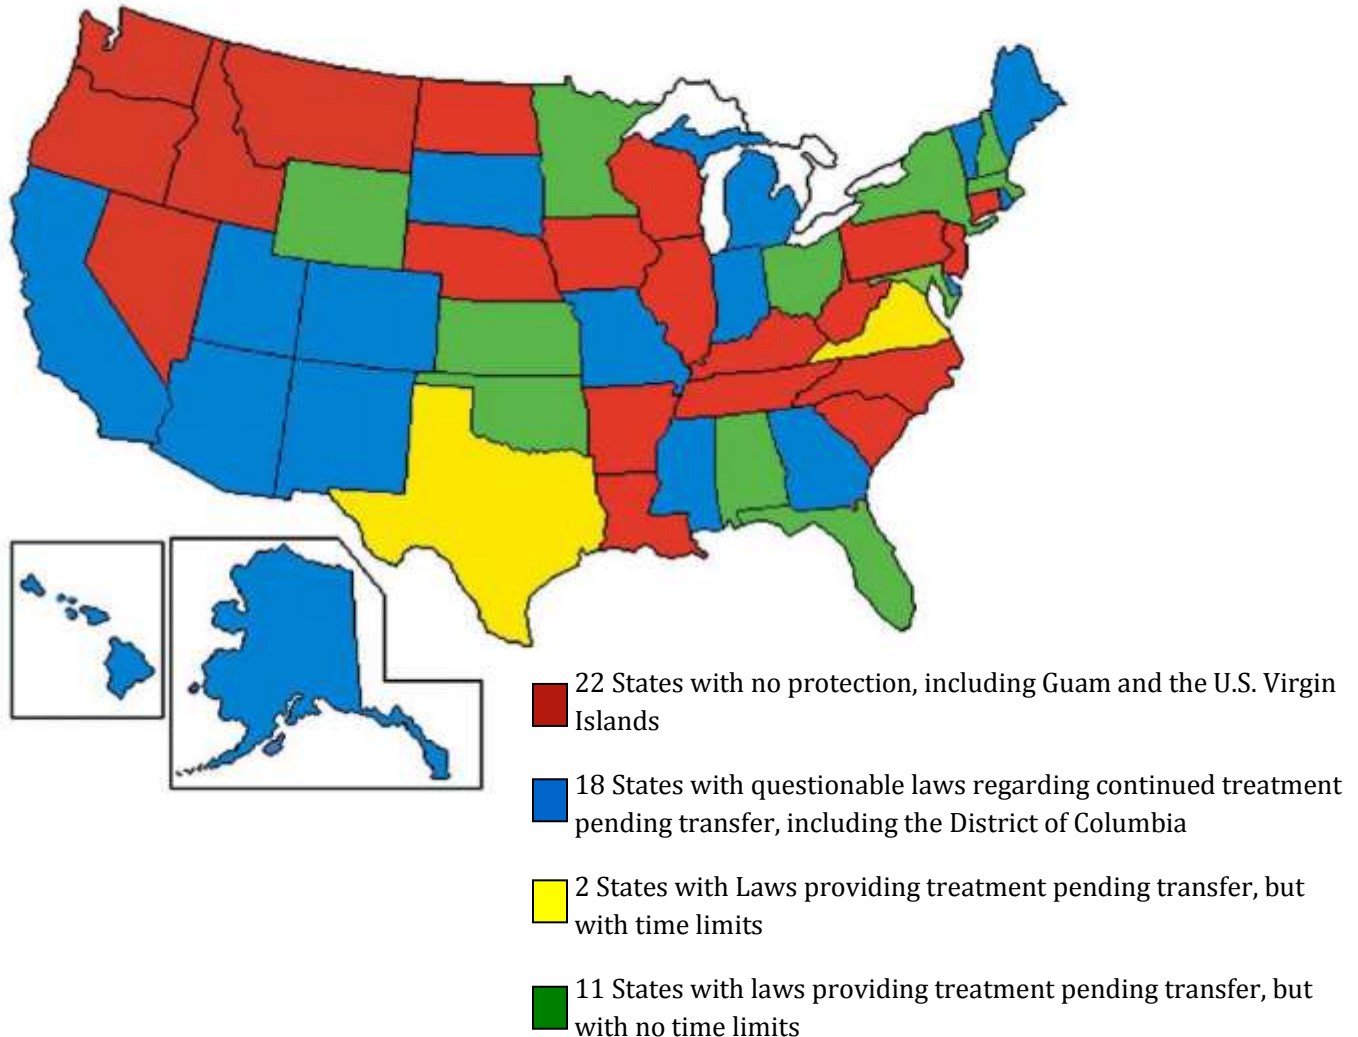 22 States with no protection, including Guam and the U.S. Virgin
Islands
18 States with questionable laws regarding continued treatment
pending transfer, including the District of Columbia
2 States with Laws providing treatment pending transfer, but
with time limits
11 States with laws providing treatment pending transfer, but
with no time limits